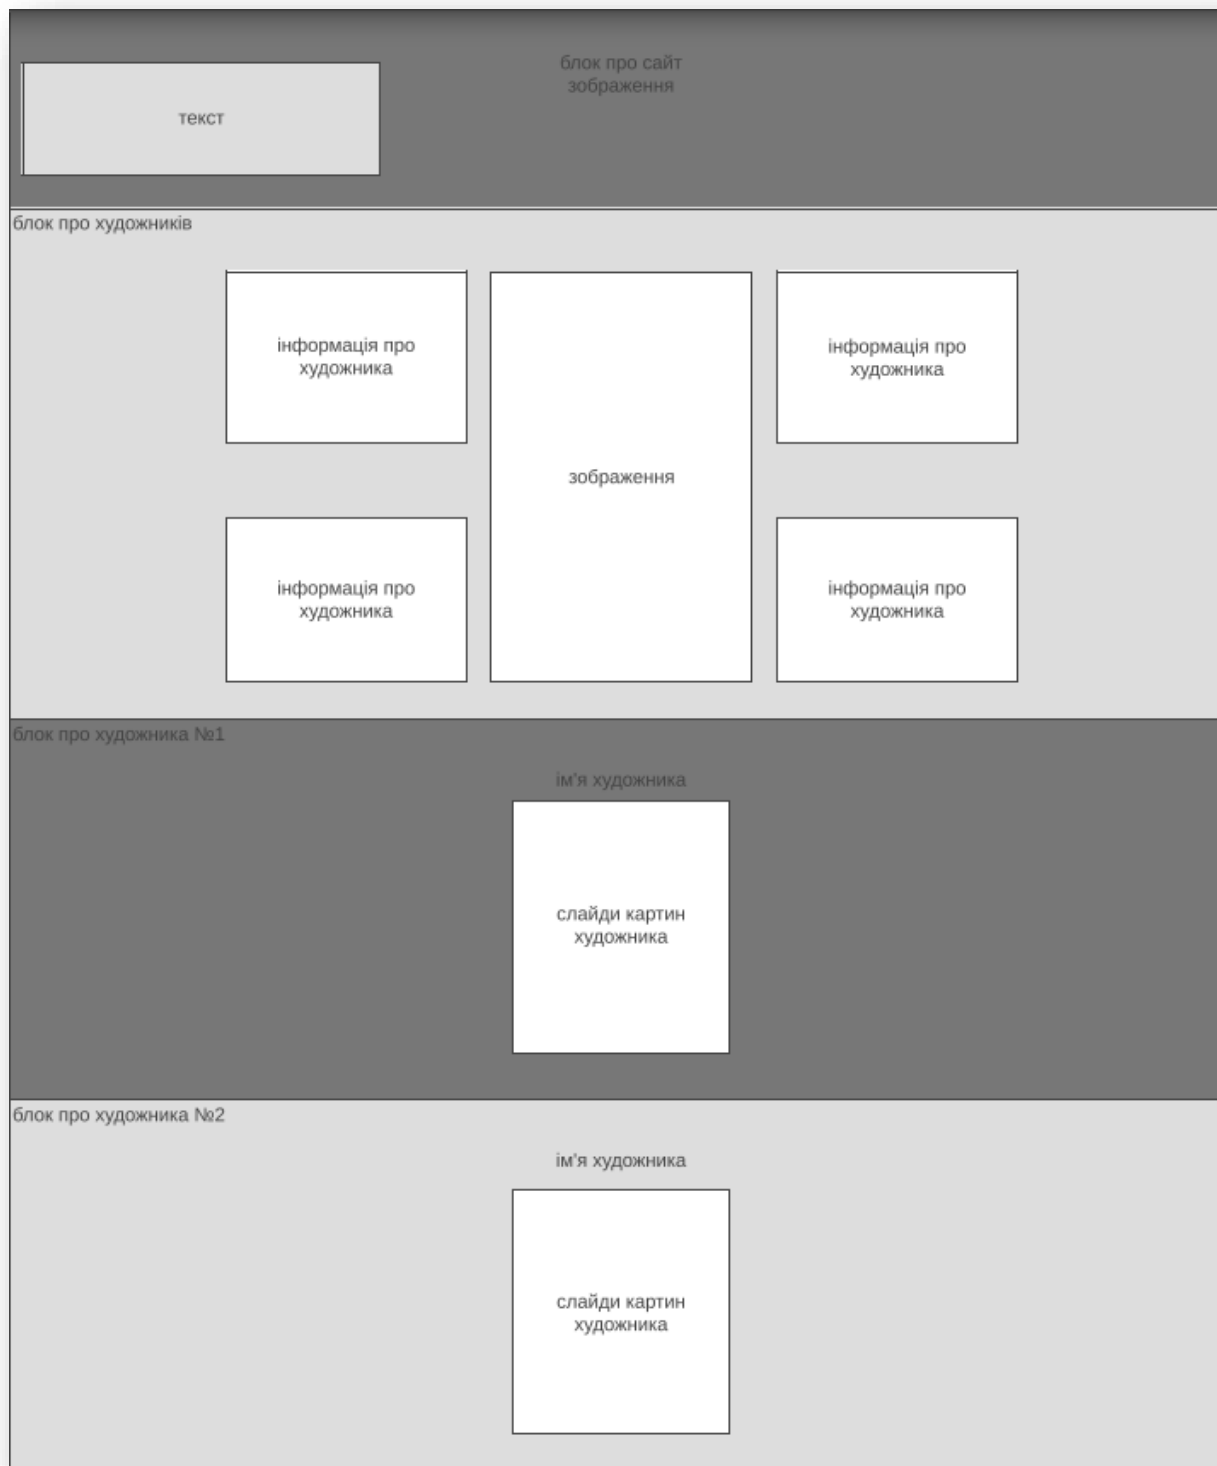 блок про сайт
зображення
текст
блок про художників
інформація про
художника
зображення
інформація про
художника
інформація про
художника
інформація про
художника
блок про художника №1
ім'я художника
слайди картин
художника
блок про художника №2
ім'я художника
слайди картин
художника